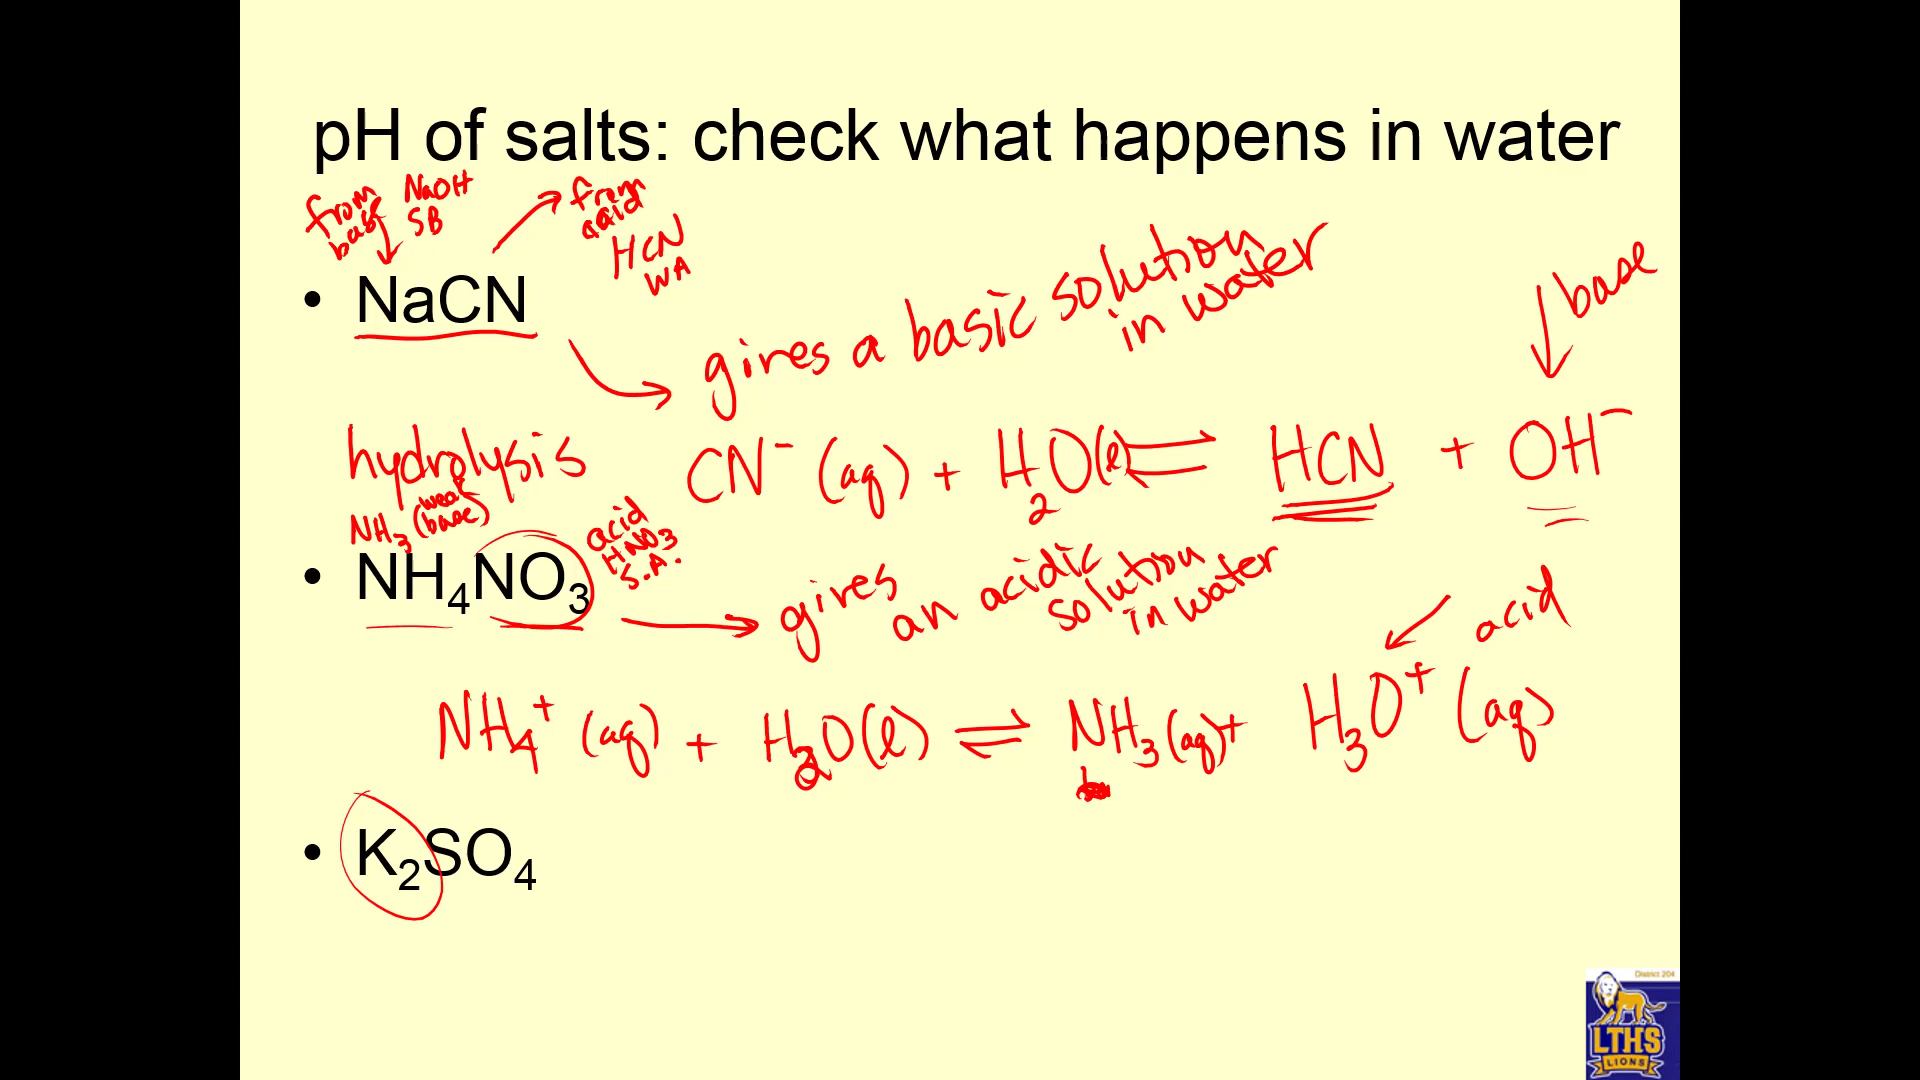 pH of salts: check what happens in water
from base NaOH SB
from acid HCN WA
• NaCN
gives a basic solution in water
base
hydrolysis
CN⁻ (aq) + H₂O(l) ⇌ HCN + OH⁻
NH₃ (weak base)
acid HNO₃ S.A.
• NH₄NO₃
gives an acidic solution in water
acid
NH₄⁺ (aq) + H₂O(l) ⇌ NH₃(aq) + H₃O⁺ (aq)
• K₂SO₄
District 204
LTHS
LIONS